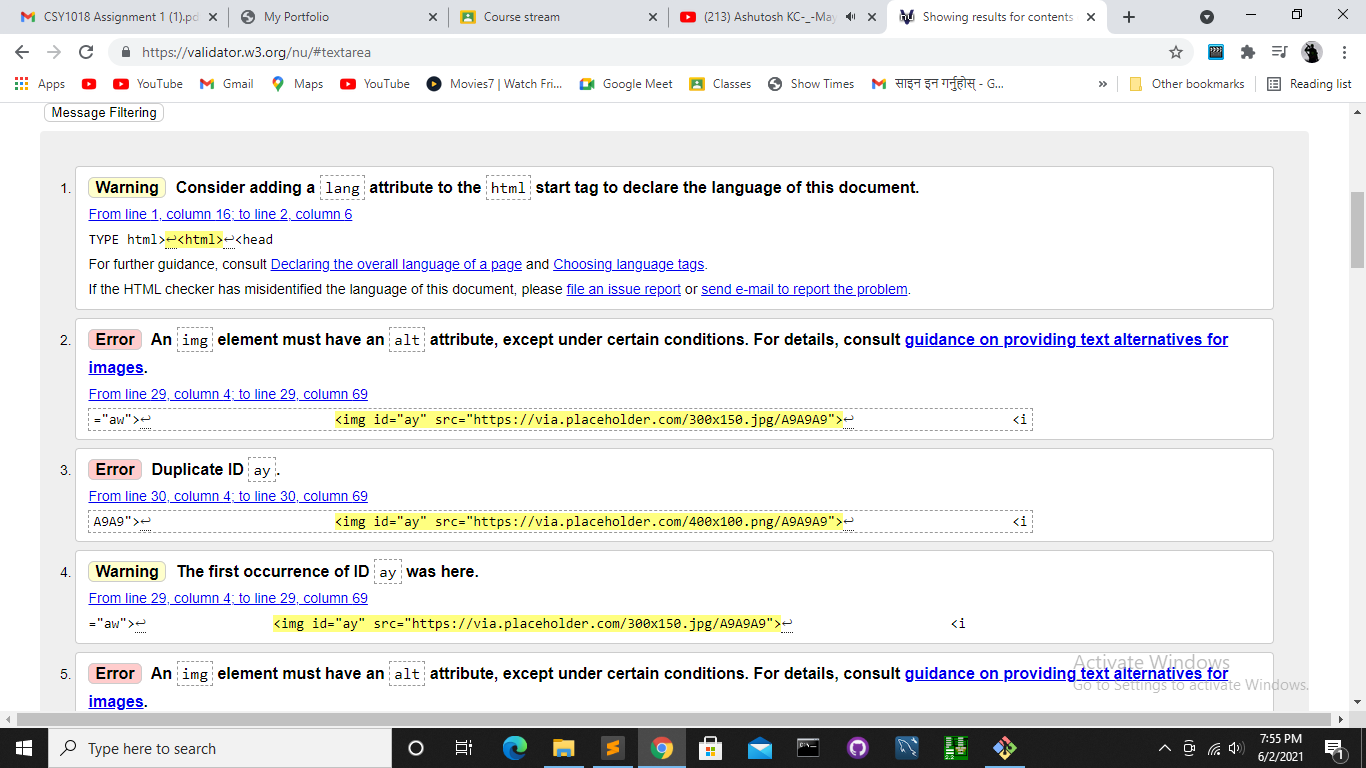 CSY1018 Assignment 1 (1).pd
My Portfolio
Course stream
(213) Ashutosh KC-_-May
Showing results for contents
https://validator.w3.org/nu/#textarea
Apps
YouTube
Gmail
Maps
YouTube
Movies7 | Watch Fri...
Google Meet
Classes
Show Times
साइन इन गर्नुहोस् - G...
»
Other bookmarks
Reading list
Message Filtering
1. Warning Consider adding a lang attribute to the html start tag to declare the language of this document.
From line 1, column 16; to line 2, column 6
TYPE html>↩<html>↩<head
For further guidance, consult Declaring the overall language of a page and Choosing language tags.
If the HTML checker has misidentified the language of this document, please file an issue report or send e-mail to report the problem.
2. Error An img element must have an alt attribute, except under certain conditions. For details, consult guidance on providing text alternatives for
images.
From line 29, column 4; to line 29, column 69
="aw">↩ <img id="ay" src="https://via.placeholder.com/300x150.jpg/A9A9A9">↩ <i
3. Error Duplicate ID ay.
From line 30, column 4; to line 30, column 69
A9A9">↩ <img id="ay" src="https://via.placeholder.com/400x100.png/A9A9A9">↩ <i
4. Warning The first occurrence of ID ay was here.
From line 29, column 4; to line 29, column 69
="aw">↩ <img id="ay" src="https://via.placeholder.com/300x150.jpg/A9A9A9">↩ <i
5. Error An img element must have an alt attribute, except under certain conditions. For details, consult guidance on providing text alternatives for
images.
Activate Windows
Go to Settings to activate Windows.
Type here to search
7:55 PM
6/2/2021
1